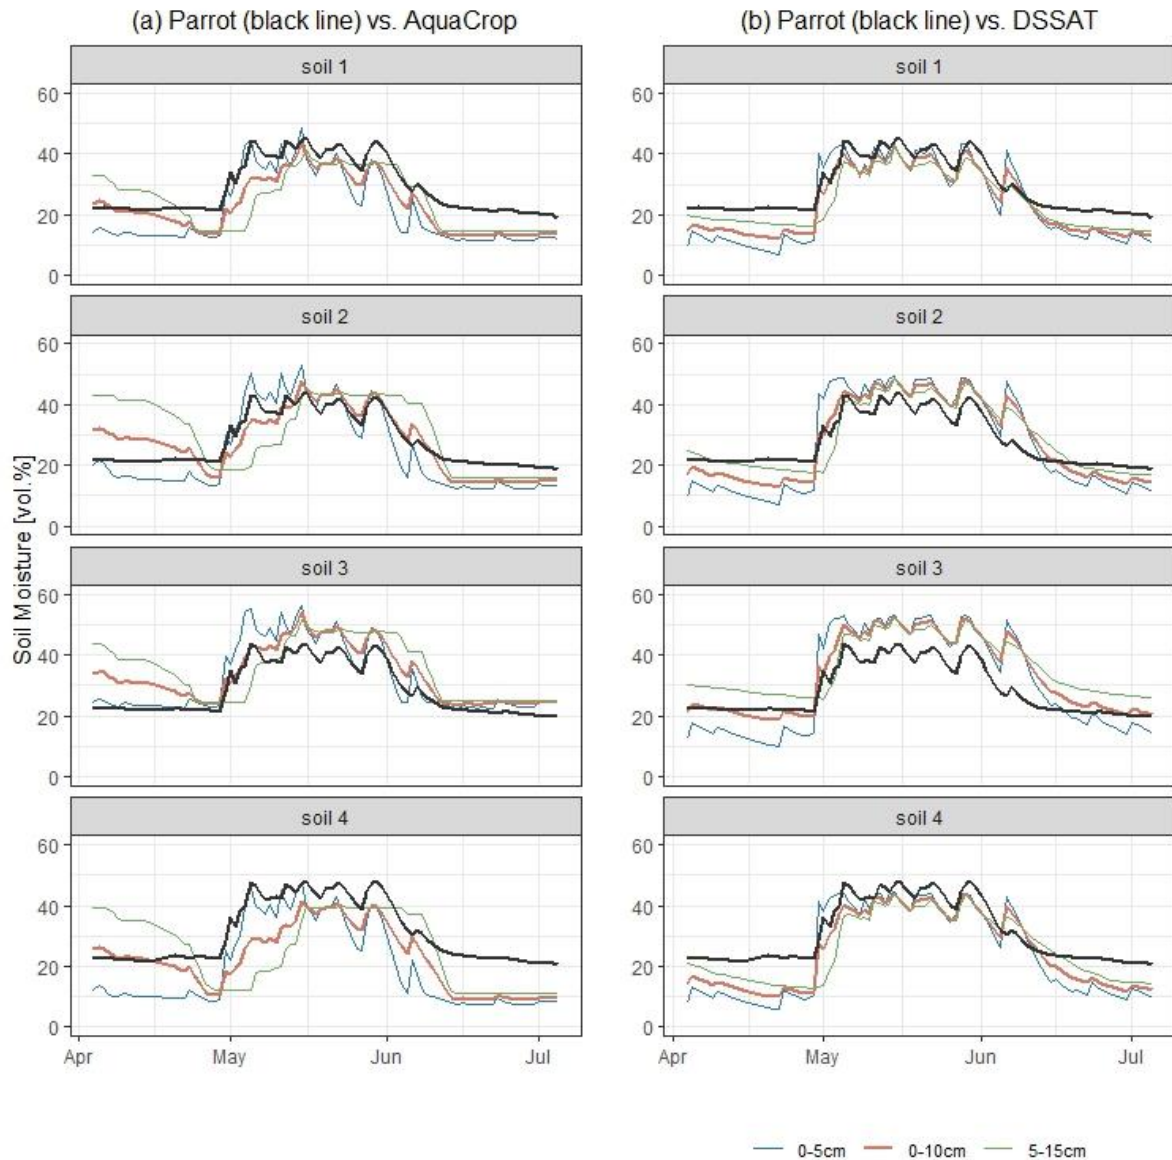 (a) Parrot (black line) vs. AquaCrop
(b) Parrot (black line) vs. DSSAT
soil 1
soil 1
60
40
20
0
60
40
20
0
soil 2
soil 2
60
40
20
0
60
40
20
0
soil 3
soil 3
60
40
20
0
60
40
20
0
soil 4
soil 4
60
40
20
0
60
40
20
0
Soil Moisture [vol.%]
Apr May Jun Jul
Apr May Jun Jul
0-5cm 0-10cm 5-15cm